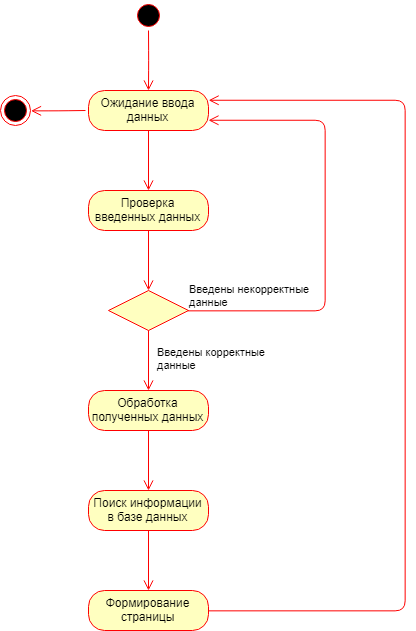 Ожидание ввода
данных
Проверка
введенных данных
Введены некорректные
данные
Введены корректные
данные
Обработка
полученных данных
Поиск информации
в базе данных
Формирование
страницы